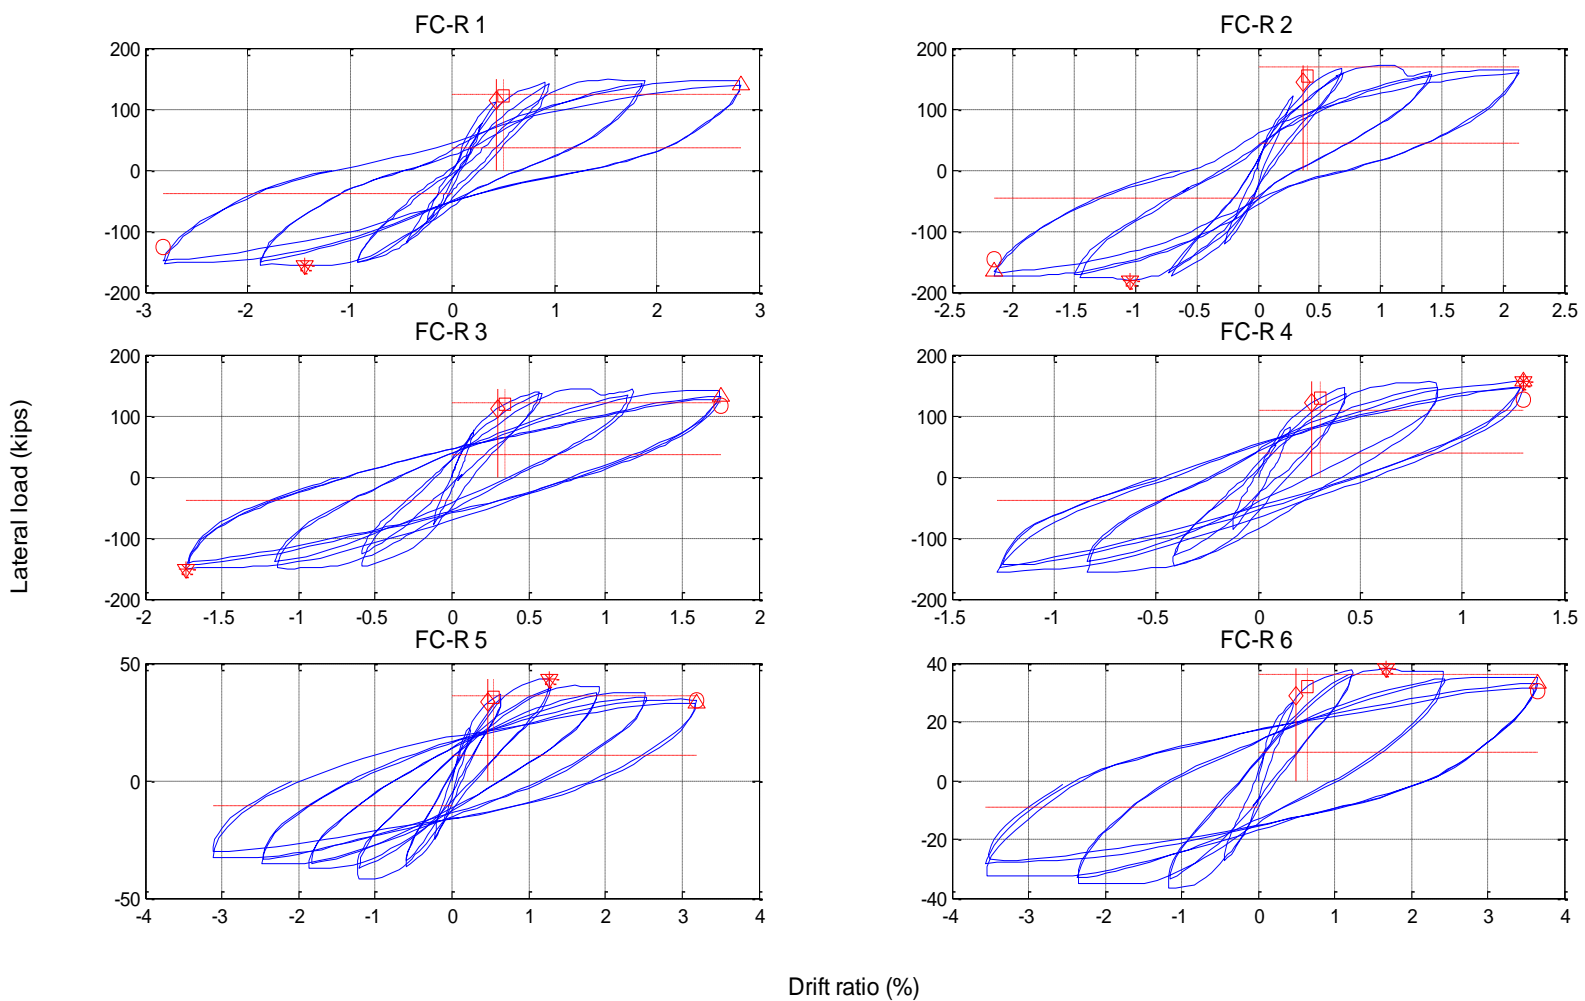 FC-R 1
200
100
0
-100
-200
-3 -2 -1 0 1 2 3
FC-R 2
200
100
0
-100
-200
-2.5 -2 -1.5 -1 -0.5 0 0.5 1 1.5 2 2.5
FC-R 3
200
100
0
-100
-200
-2 -1.5 -1 -0.5 0 0.5 1 1.5 2
FC-R 4
200
100
0
-100
-200
-1.5 -1 -0.5 0 0.5 1 1.5
FC-R 5
50
0
-50
-4 -3 -2 -1 0 1 2 3 4
FC-R 6
40
20
0
-20
-40
-4 -3 -2 -1 0 1 2 3 4
Lateral load (kips)
Drift ratio (%)